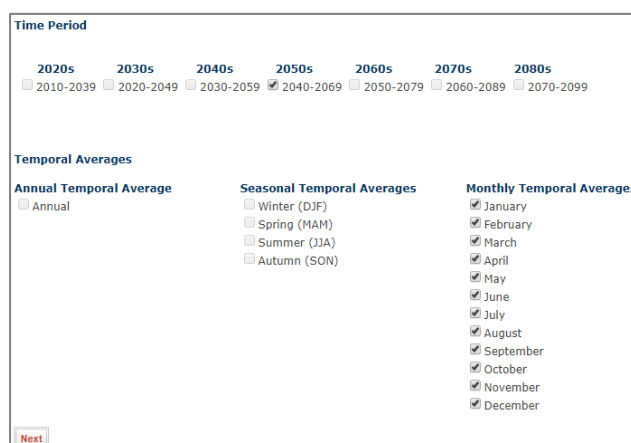 Time Period
2020s 2030s 2040s 2050s 2060s 2070s 2080s
2010-2039 2020-2049 2030-2059 2040-2069 2050-2079 2060-2089 2070-2099
Temporal Averages
Annual Temporal Average Seasonal Temporal Averages Monthly Temporal Averages
Annual Winter (DJF) January
Spring (MAM) February
Summer (JJA) March
Autumn (SON) April
May
June
July
August
September
October
November
December
Next